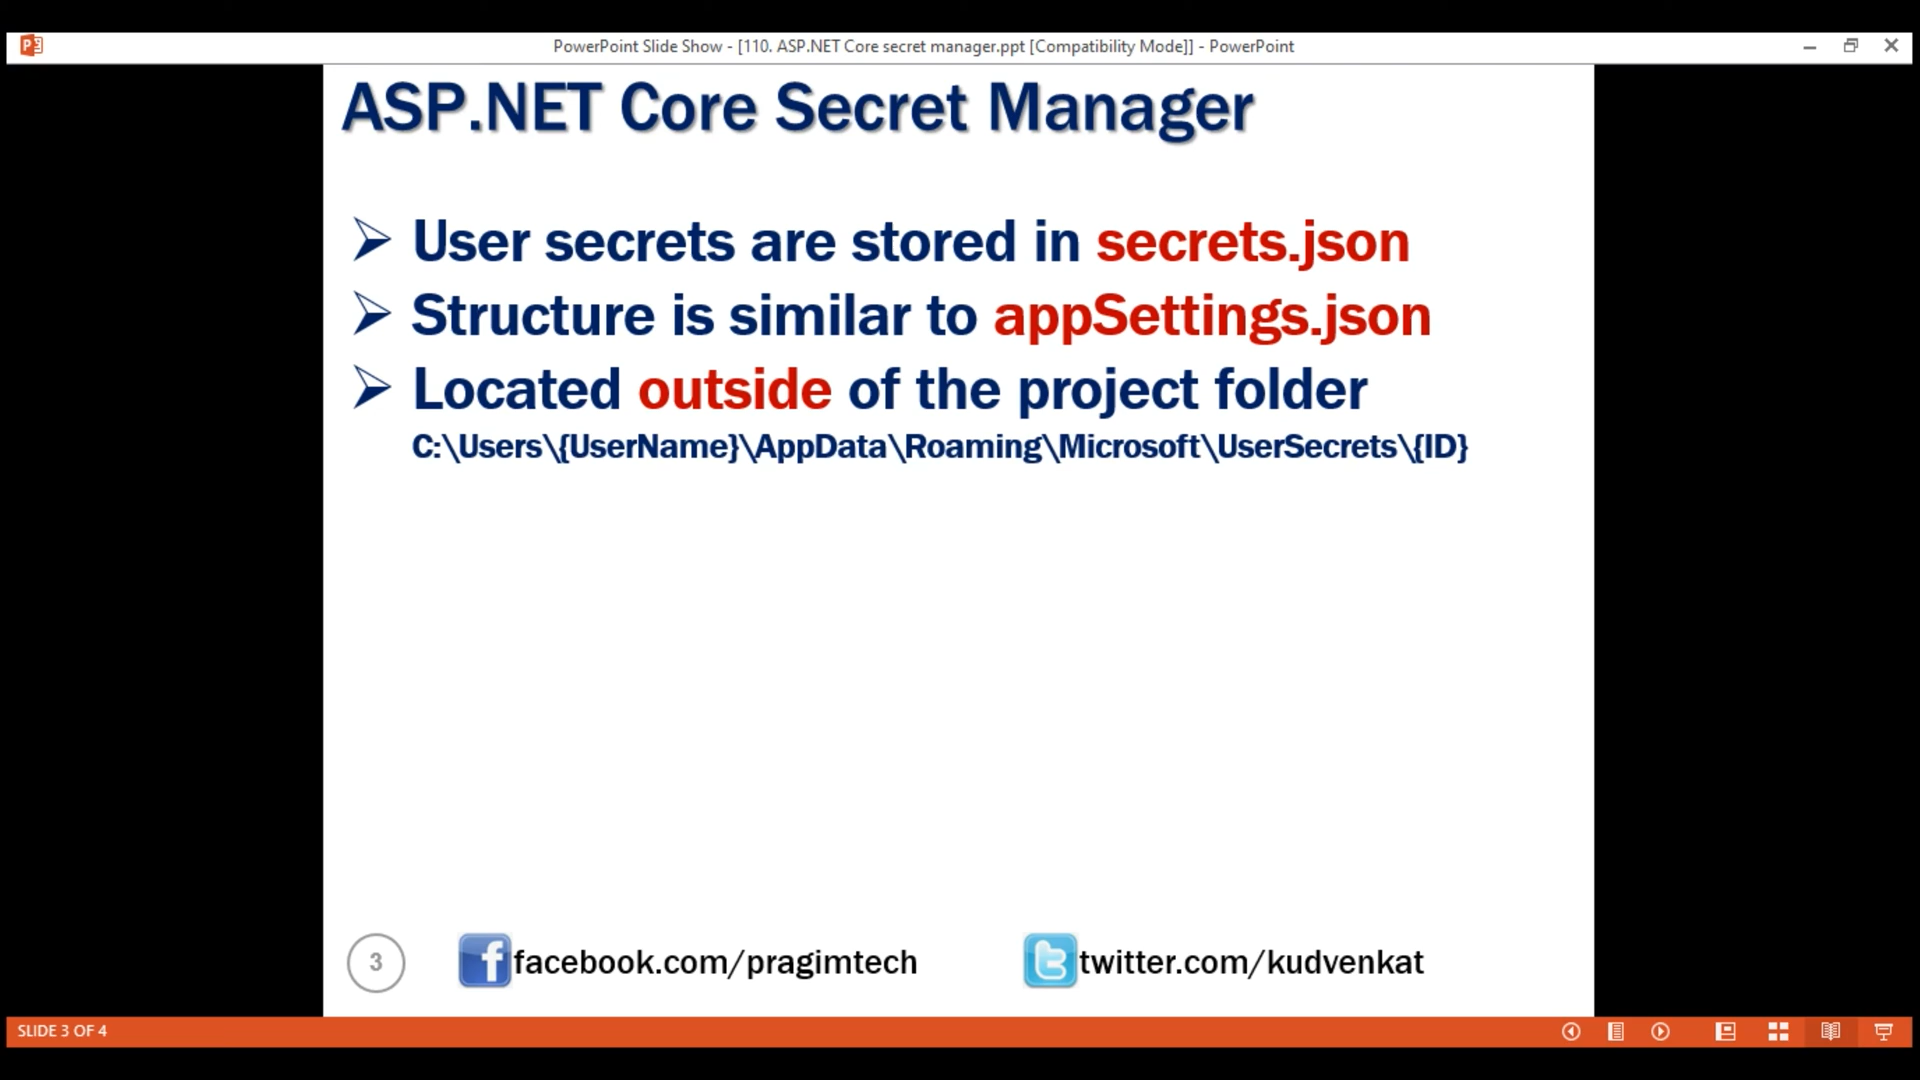 PowerPoint Slide Show - [110. ASP.NET Core secret manager.ppt [Compatibility Mode]] - PowerPoint
ASP.NET Core Secret Manager
User secrets are stored in secrets.json
Structure is similar to appSettings.json
Located outside of the project folder
C:\Users\{UserName}\AppData\Roaming\Microsoft\UserSecrets\{ID}
3 facebook.com/pragimtech twitter.com/kudvenkat
SLIDE 3 OF 4